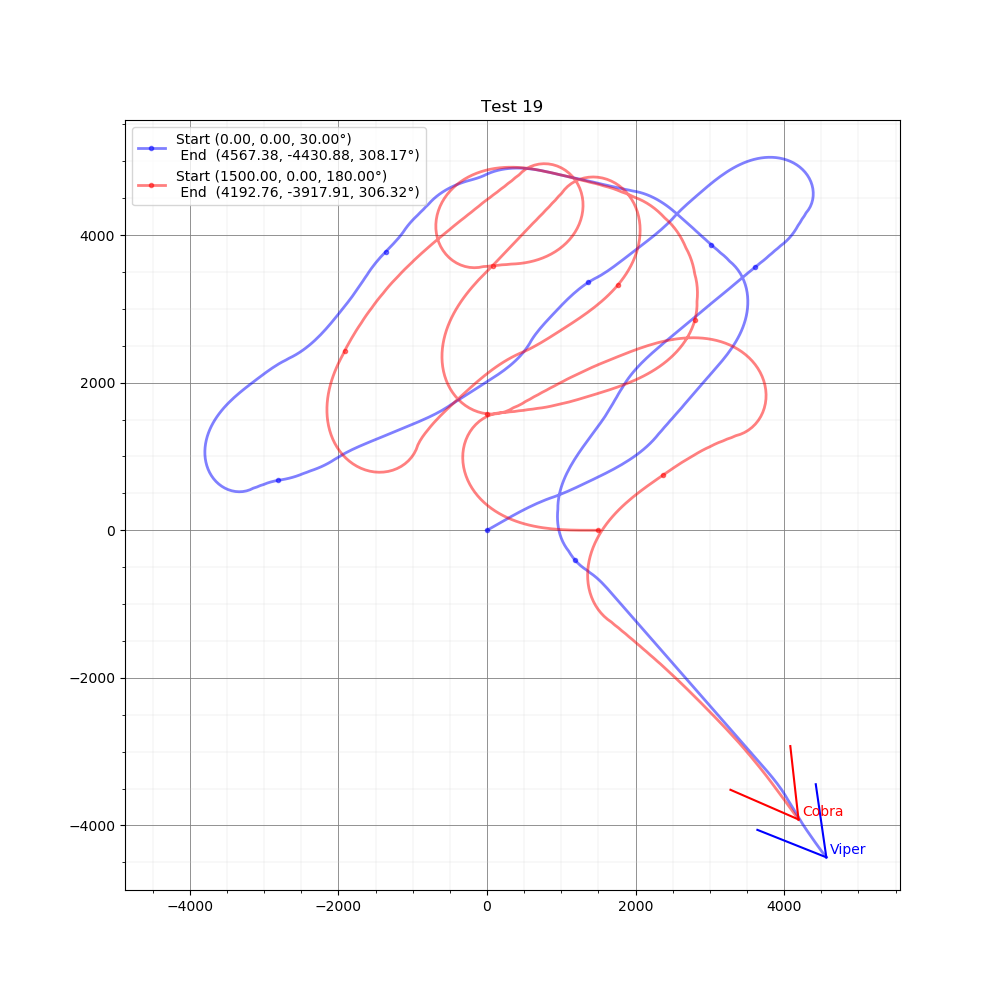 Test 19
Start (0.00, 0.00, 30.00°)
End (4567.38, -4430.88, 308.17°)
Start (1500.00, 0.00, 180.00°)
End (4192.76, -3917.91, 306.32°)
4000
2000
0
−2000
−4000
Cobra
Viper
−4000 −2000 0 2000 4000